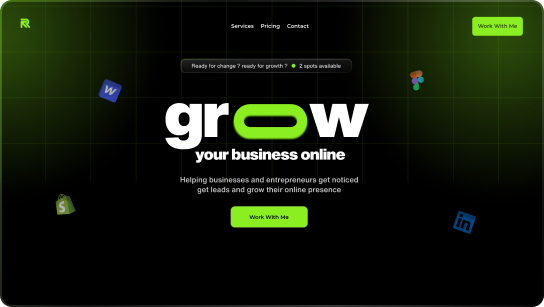 Services Pricing Contact
Work With Me
Ready for change ? ready for growth ? 2 spots available
W
grow
your business online
Helping businesses and entrepreneurs get noticed
get leads and grow their online presence
S
Work With Me
in